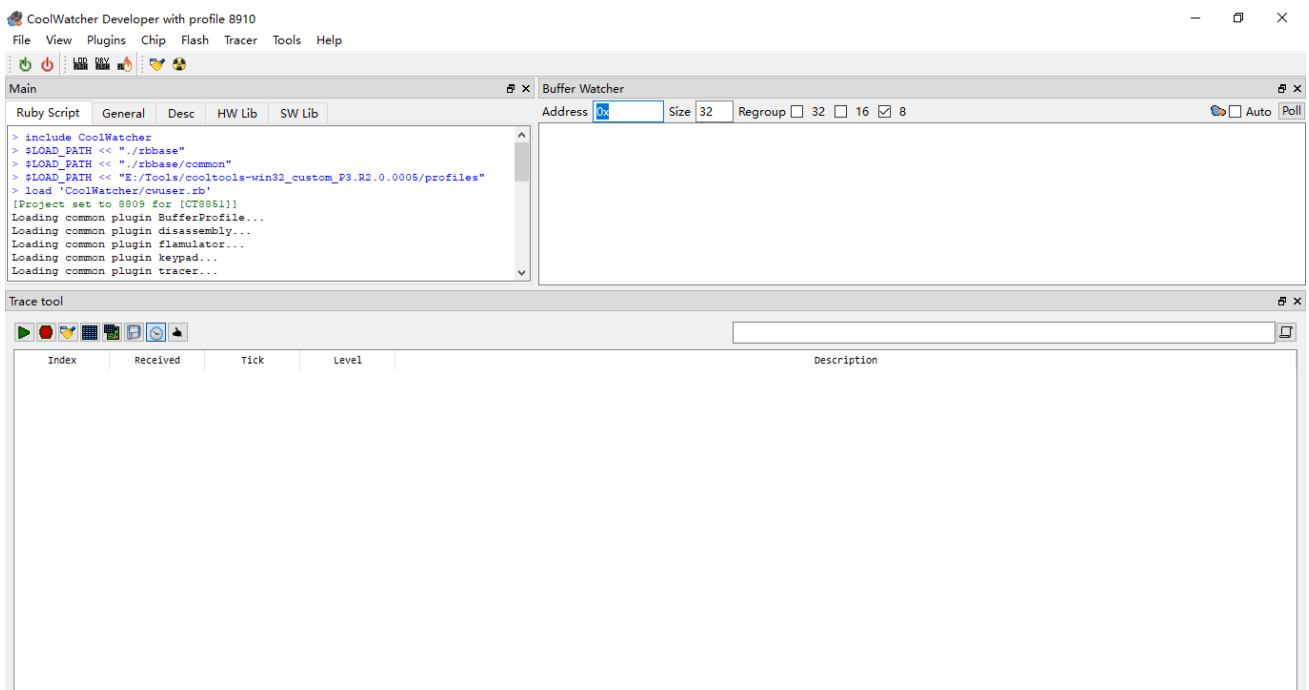 CoolWatcher Developer with profile 8910
File View Plugins Chip Flash Tracer Tools Help
Main
Buffer Watcher
Ruby Script General Desc HW Lib SW Lib
Address 0x Size 32 Regroup 32 16 8 Auto Poll
> include CoolWatcher
> $LOAD_PATH << "./rbbase"
> $LOAD_PATH << "./rbbase/common"
> $LOAD_PATH << "E:/Tools/cooltools-win32_custom_P3.R2.0.0005/profiles"
> load 'CoolWatcher/cwuser.rb'
[Project set to 8809 for [CT8851]]
Loading common plugin BufferProfile...
Loading common plugin disassembly...
Loading common plugin flamulator...
Loading common plugin keypad...
Loading common plugin tracer...
Trace tool
Index Received Tick Level Description